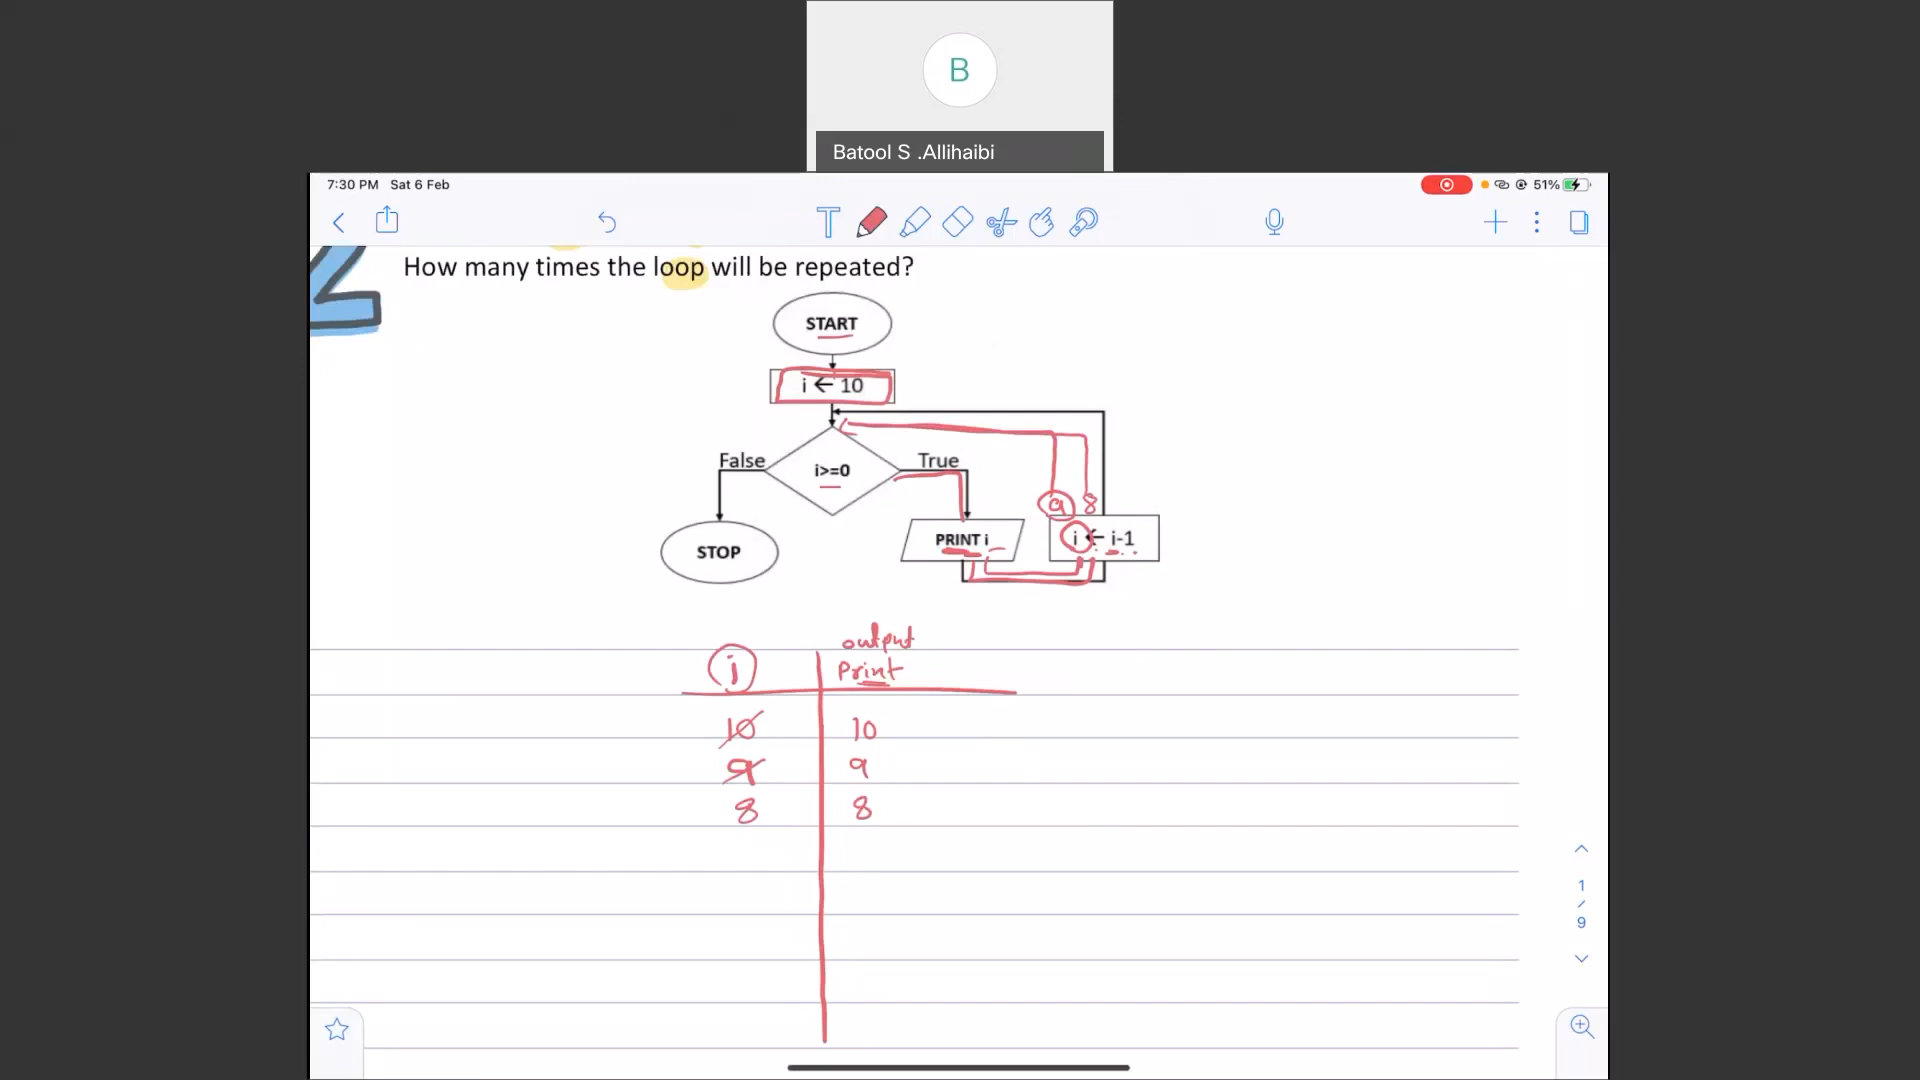 B
Batool S .Allihaibi
7:30 PM Sat 6 Feb
51%
T
How many times the loop will be repeated?
START
i ← 10
False
i>=0
True
9 8
STOP
PRINT i
i ← i-1
output
i Print
10 10
9 9
8 8
1
/
9